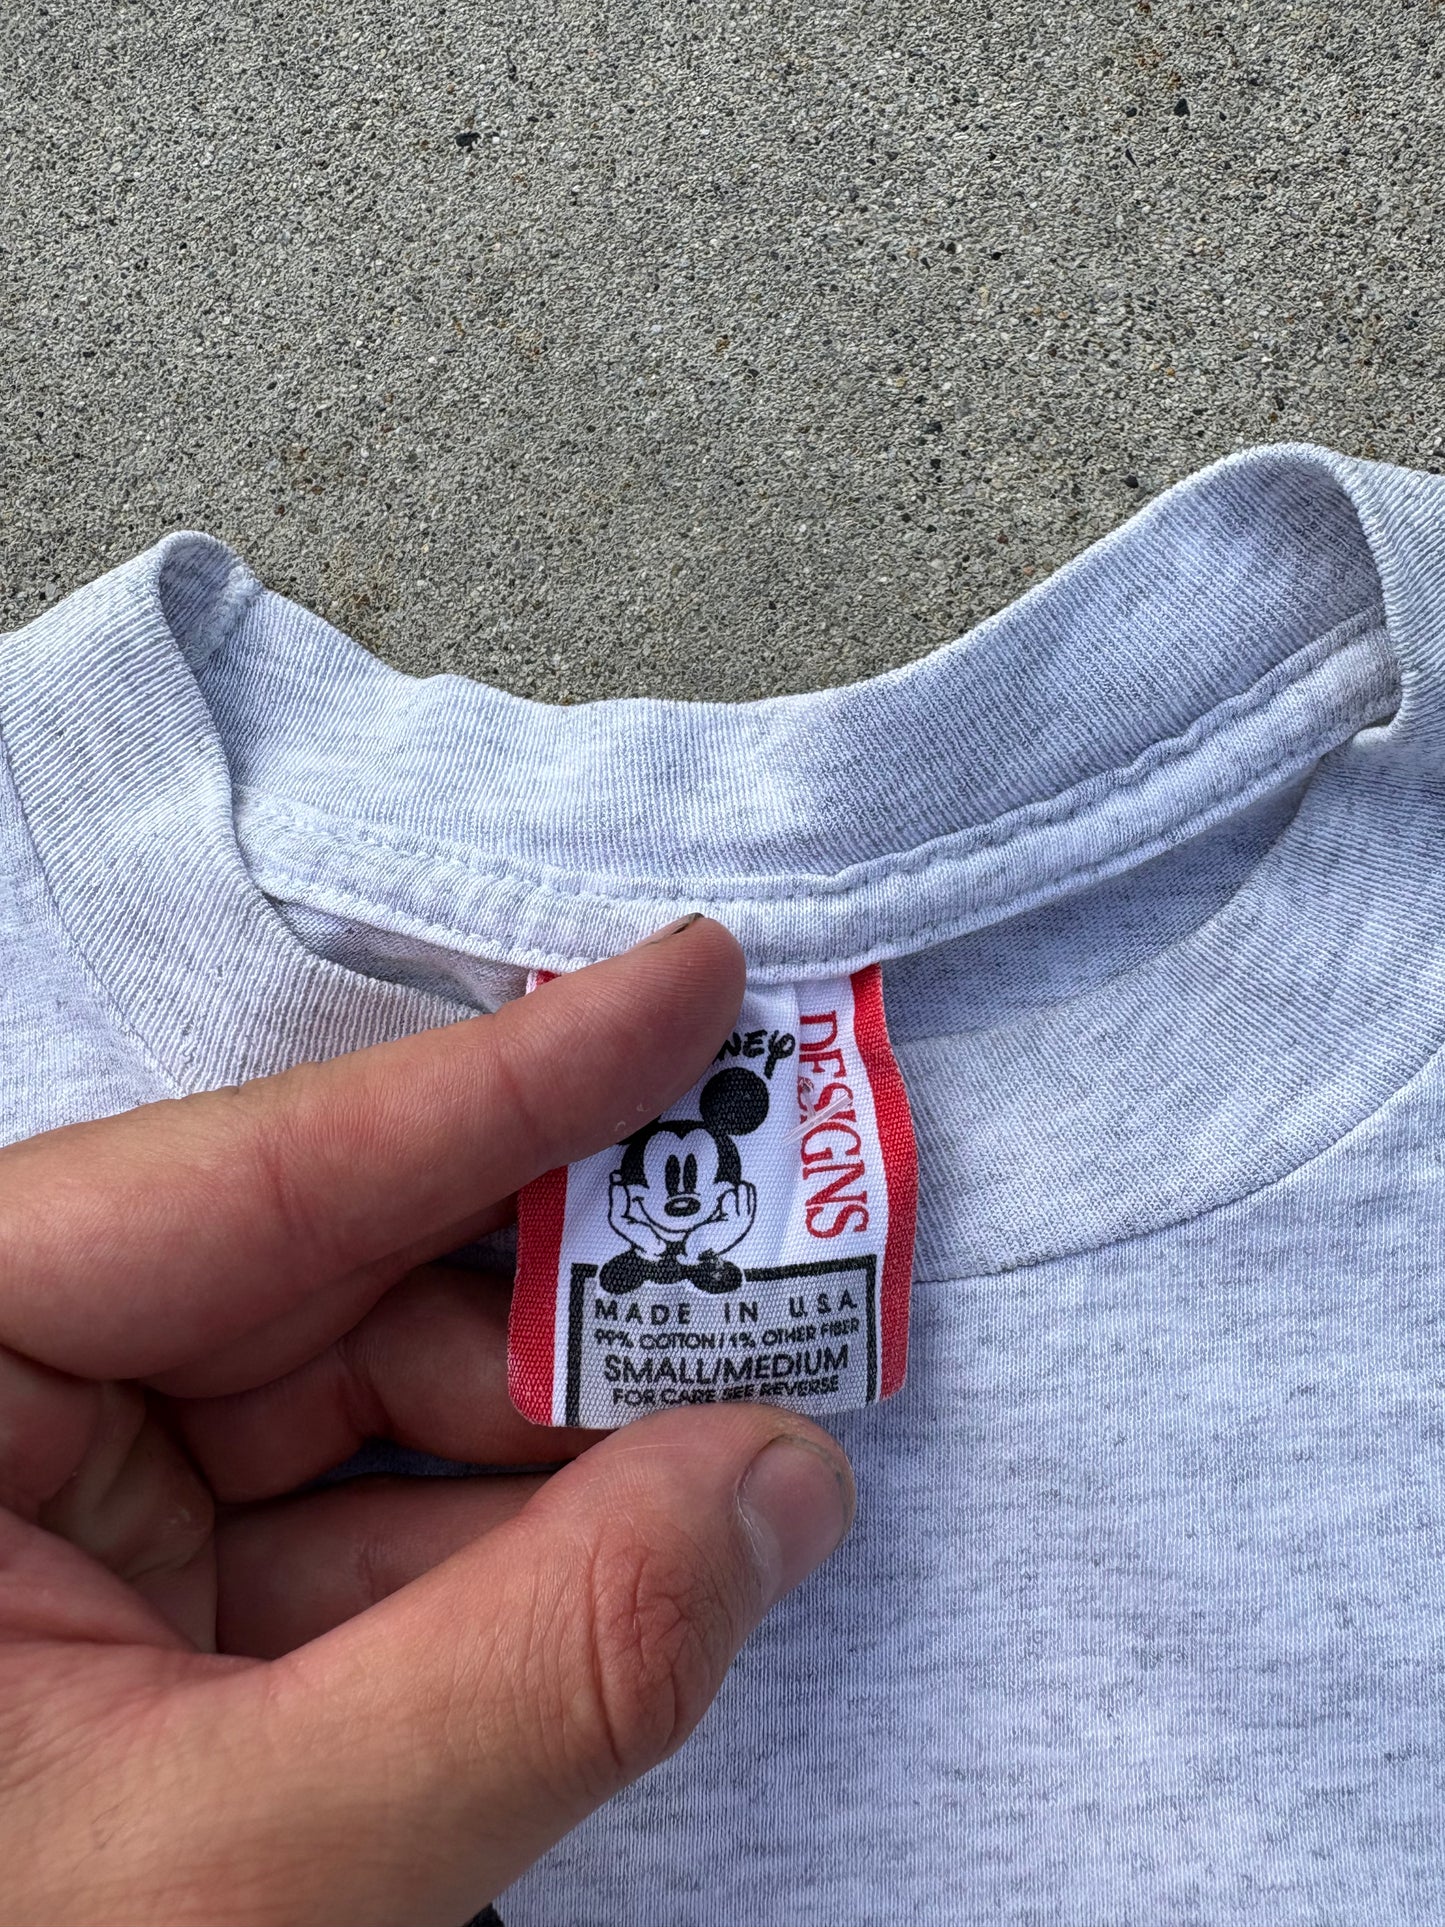 DESIGNS
MADE IN U.S.A.
99% COTTON/1% OTHER FIBER
SMALL/MEDIUM
FOR CARE SEE REVERSE